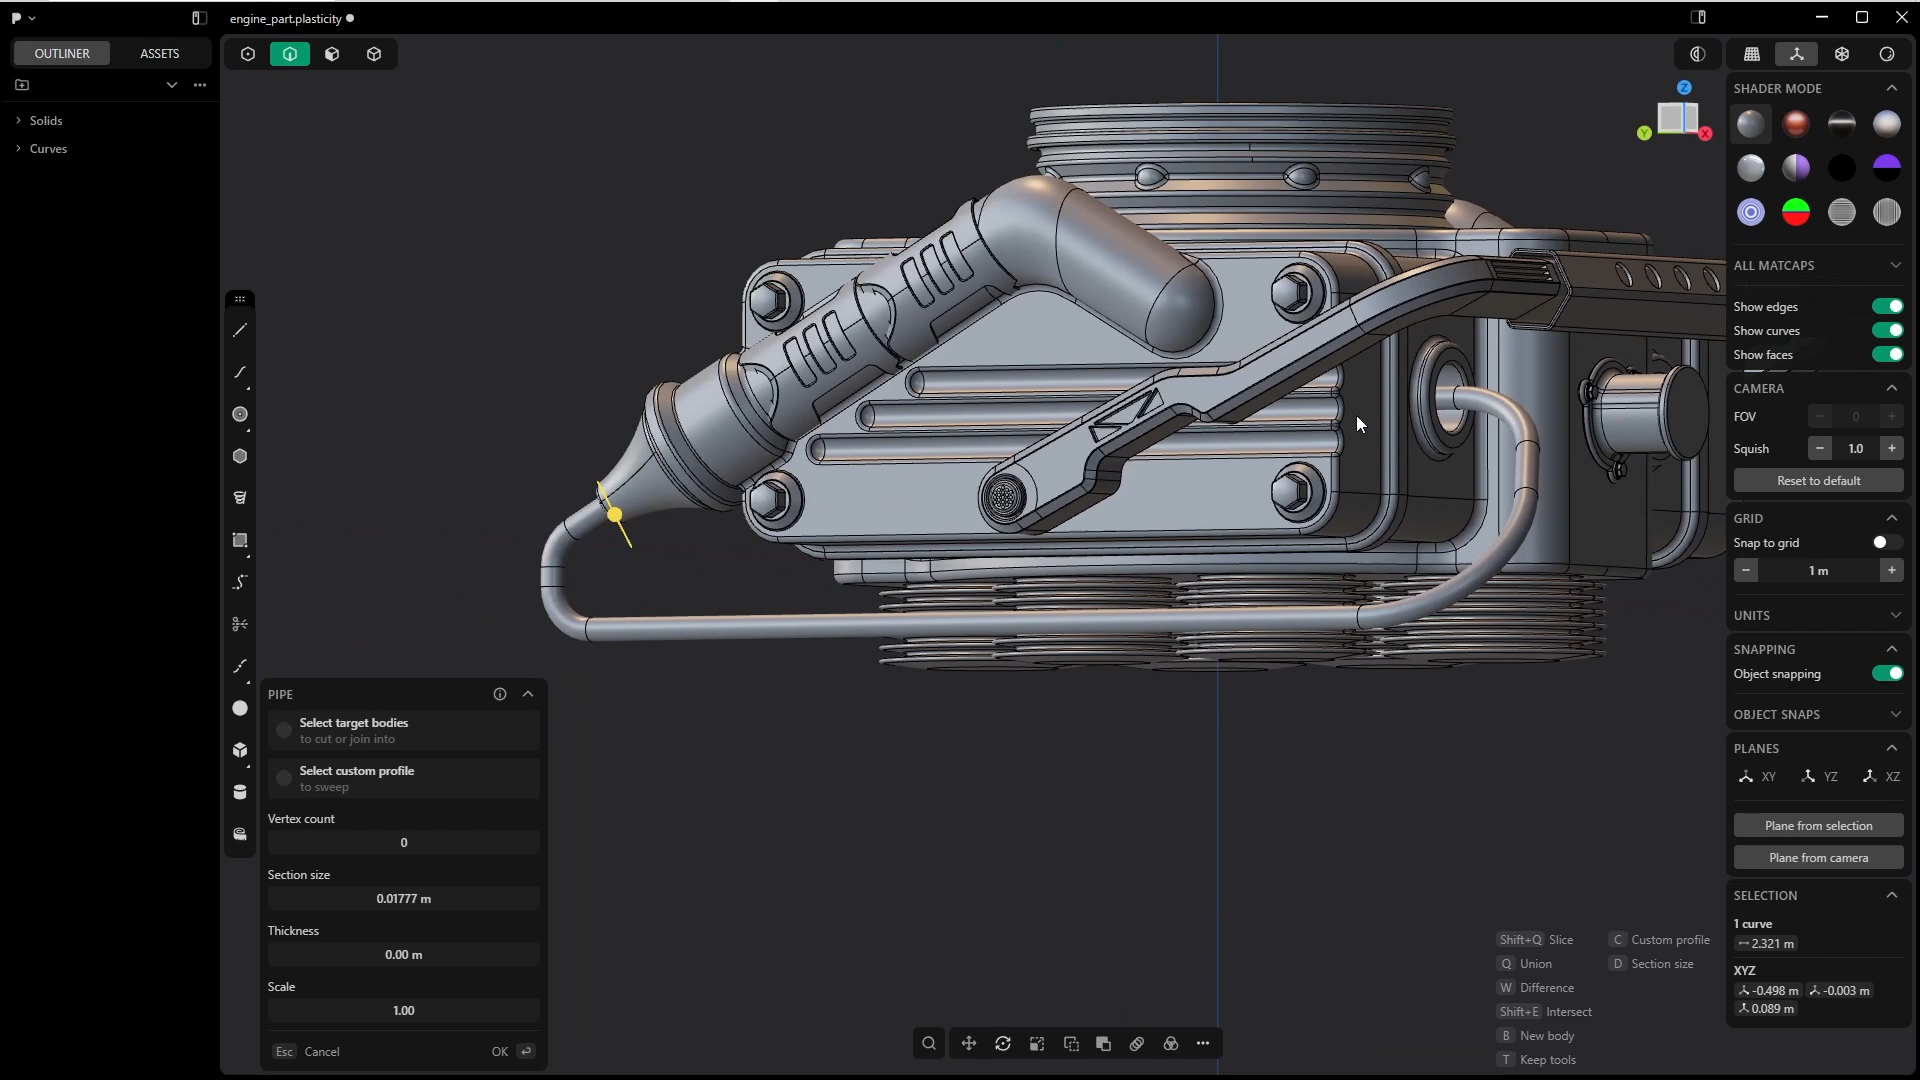 engine_part.plasticity
OUTLINER
ASSETS
Solids
Curves
Z
Y
X
SHADER MODE
ALL MATCAPS
Show edges
Show curves
Show faces
CAMERA
FOV
0
Squish
1.0
Reset to default
GRID
Snap to grid
1 m
UNITS
SNAPPING
Object snapping
OBJECT SNAPS
PLANES
XY
YZ
XZ
Plane from selection
Plane from camera
SELECTION
1 curve
2.321 m
XYZ
-0.498 m
-0.003 m
0.089 m
PIPE
Select target bodies
to cut or join into
Select custom profile
to sweep
Vertex count
0
Section size
0.01777 m
Thickness
0.00 m
Scale
1.00
Esc Cancel
OK
Shift+Q Slice
C Custom profile
Q Union
D Section size
W Difference
Shift+E Intersect
B New body
T Keep tools